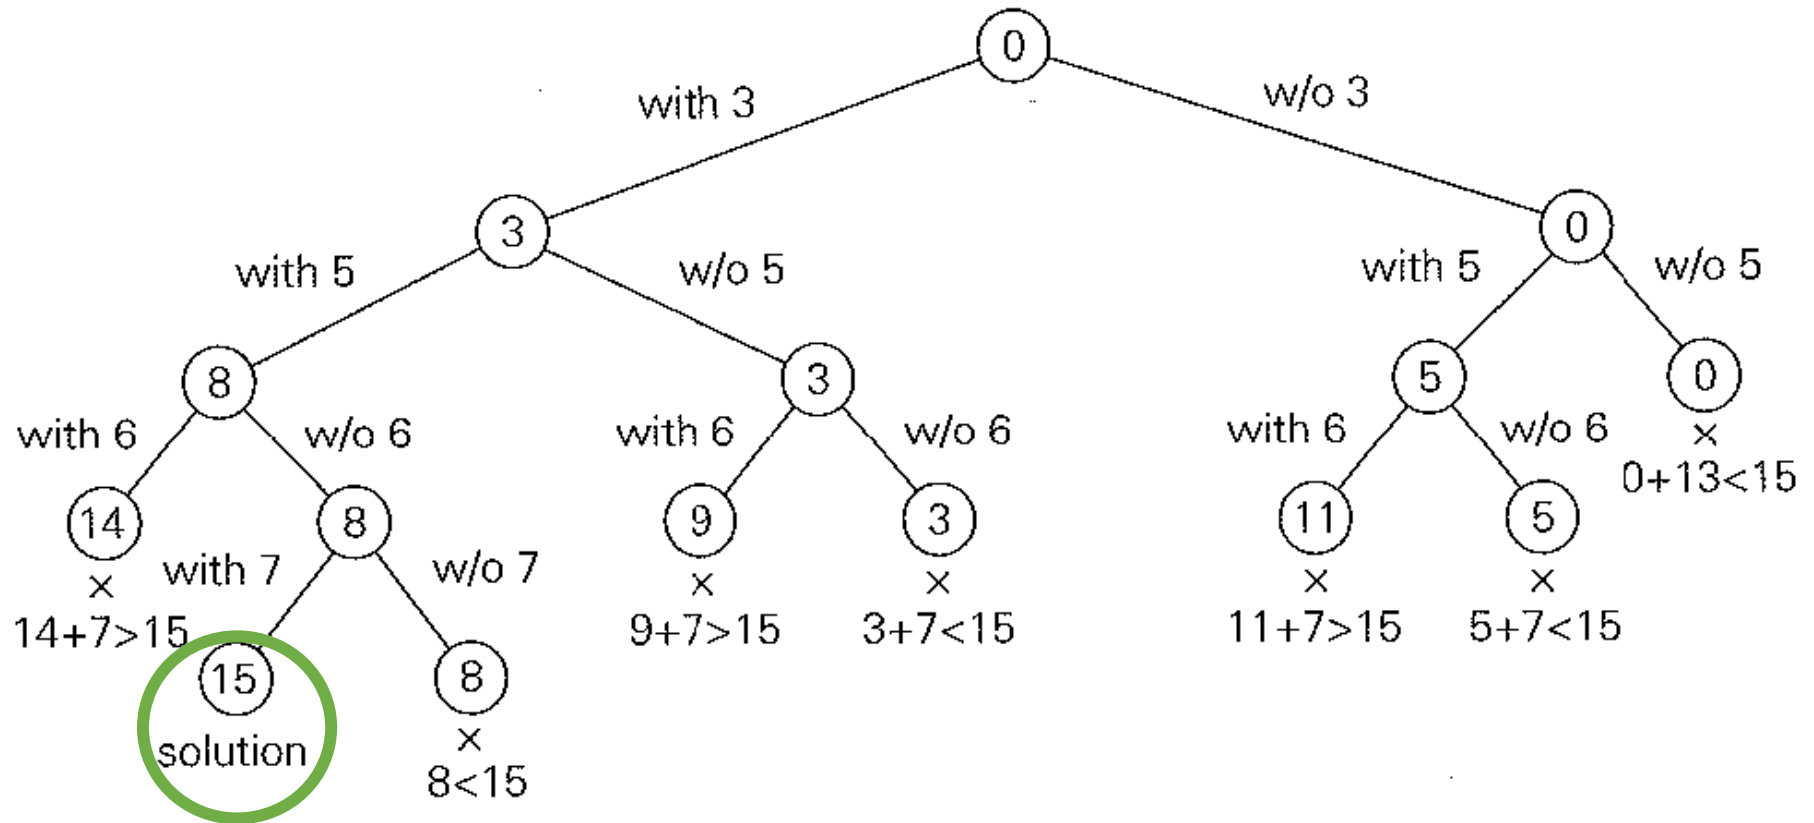 0
with 3
w/o 3
3
0
with 5
w/o 5
with 5
w/o 5
8
3
5
0
with 6
w/o 6
with 6
w/o 6
with 6
w/o 6
×
0+13<15
14
8
9
3
11
5
×
with 7
w/o 7
×
×
×
×
14+7>15
9+7>15
3+7<15
11+7>15
5+7<15
15
8
solution
×
8<15